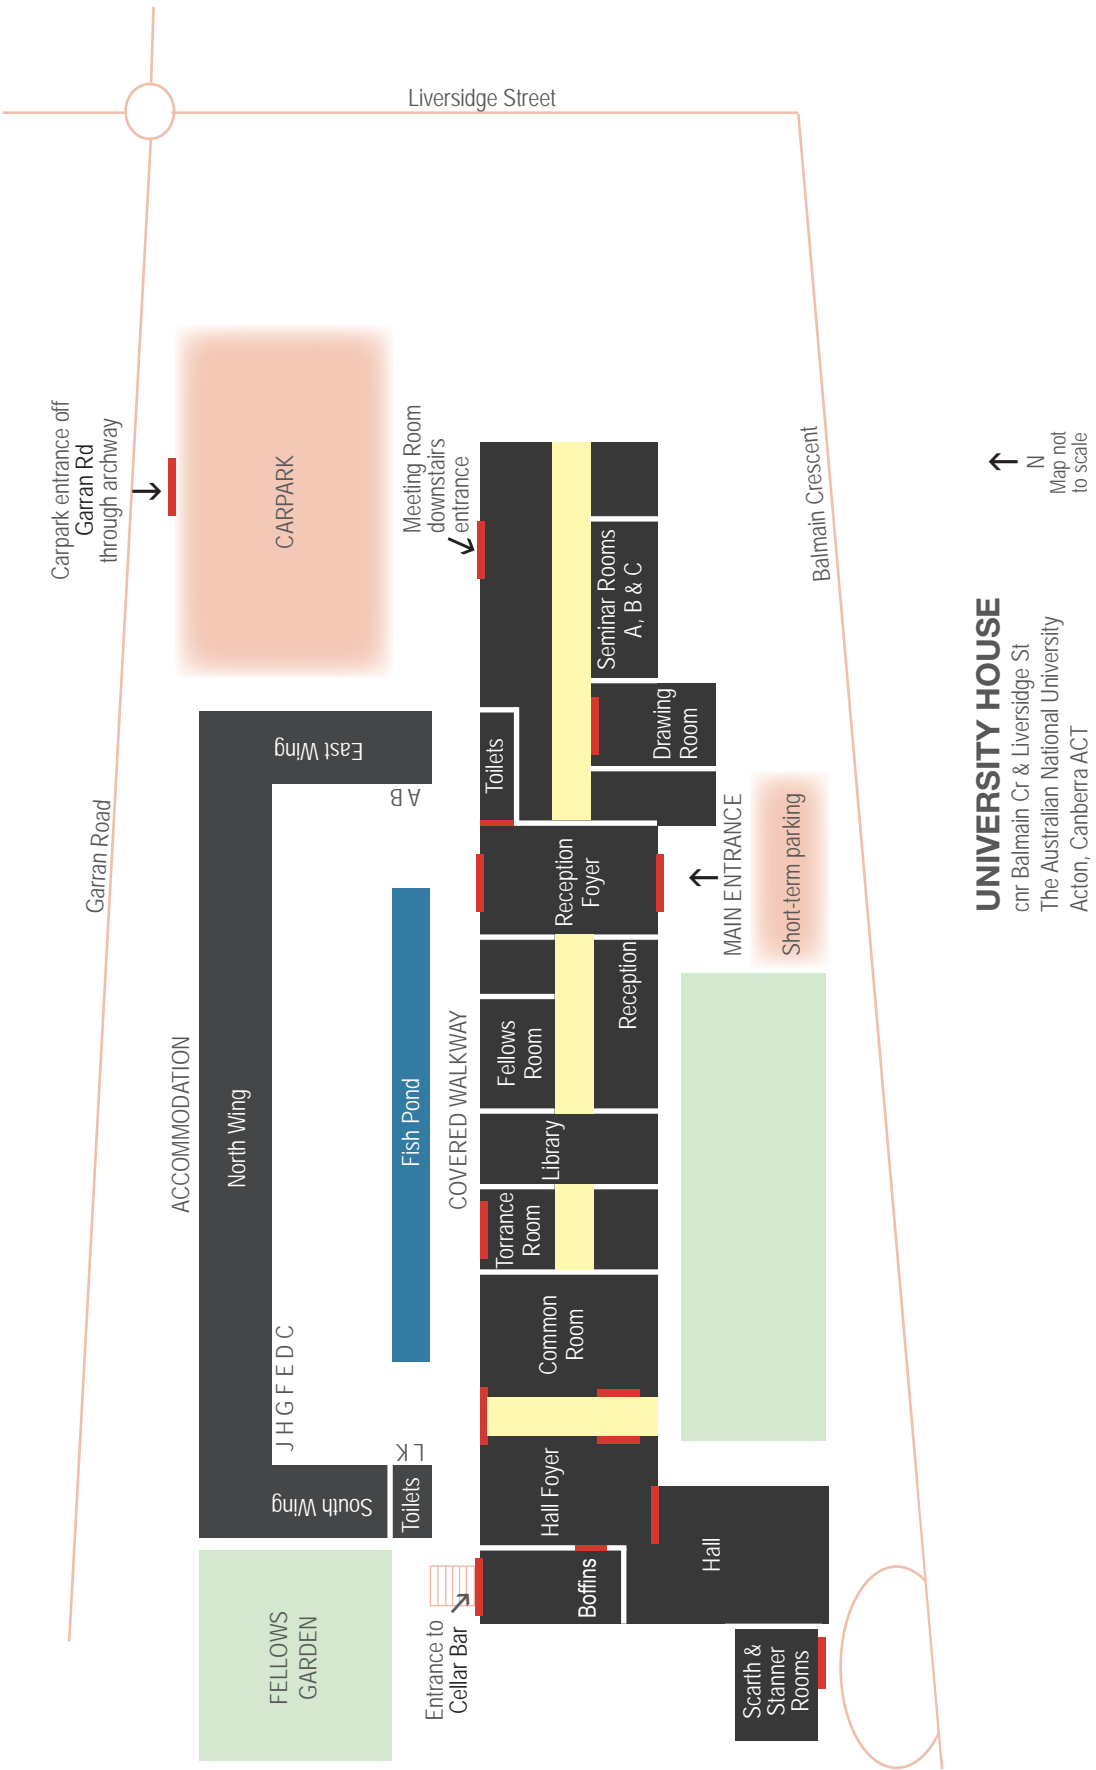 Liversidge Street
Carpark entrance off
Garran Rd
through archway
CARPARK
Meeting Room
downstairs
entrance
Seminar Rooms
A, B & C
Balmain Crescent
N
Map not
to scale
UNIVERSITY HOUSE
cnr Balmain Cr & Liversidge St
The Australian National University
Acton, Canberra ACT
Garran Road
East Wing
A B
Toilets
Drawing
Room
Reception
Foyer
MAIN ENTRANCE
Short-term parking
ACCOMMODATION
North Wing
Fish Pond
COVERED WALKWAY
Fellows
Room
Reception
Library
Torrance
Room
Common
Room
J H G F E D C
L K
South Wing
Toilets
Hall Foyer
Hall
Boffins
FELLOWS
GARDEN
Entrance to
Cellar Bar
Scarth &
Stanner
Rooms